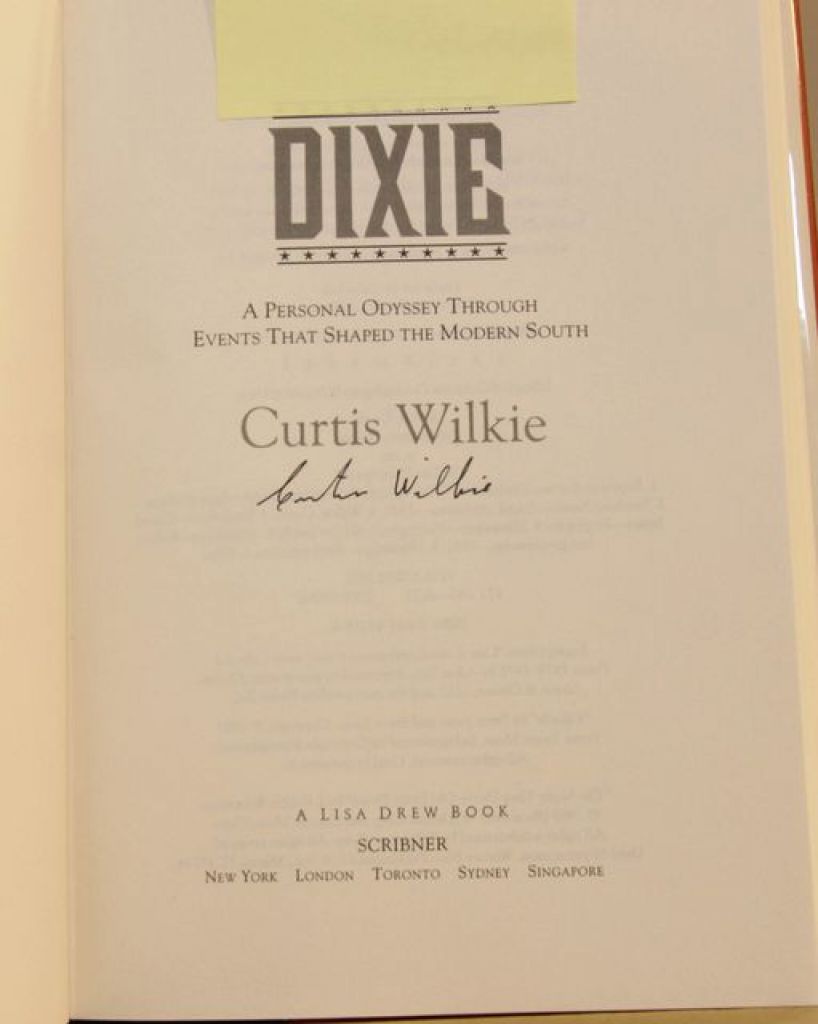 DIXIE
A PERSONAL ODYSSEY THROUGH
EVENTS THAT SHAPED THE MODERN SOUTH
Curtis Wilkie
Curtis Wilkie
A LISA DREW BOOK
SCRIBNER
NEW YORK LONDON TORONTO SYDNEY SINGAPORE